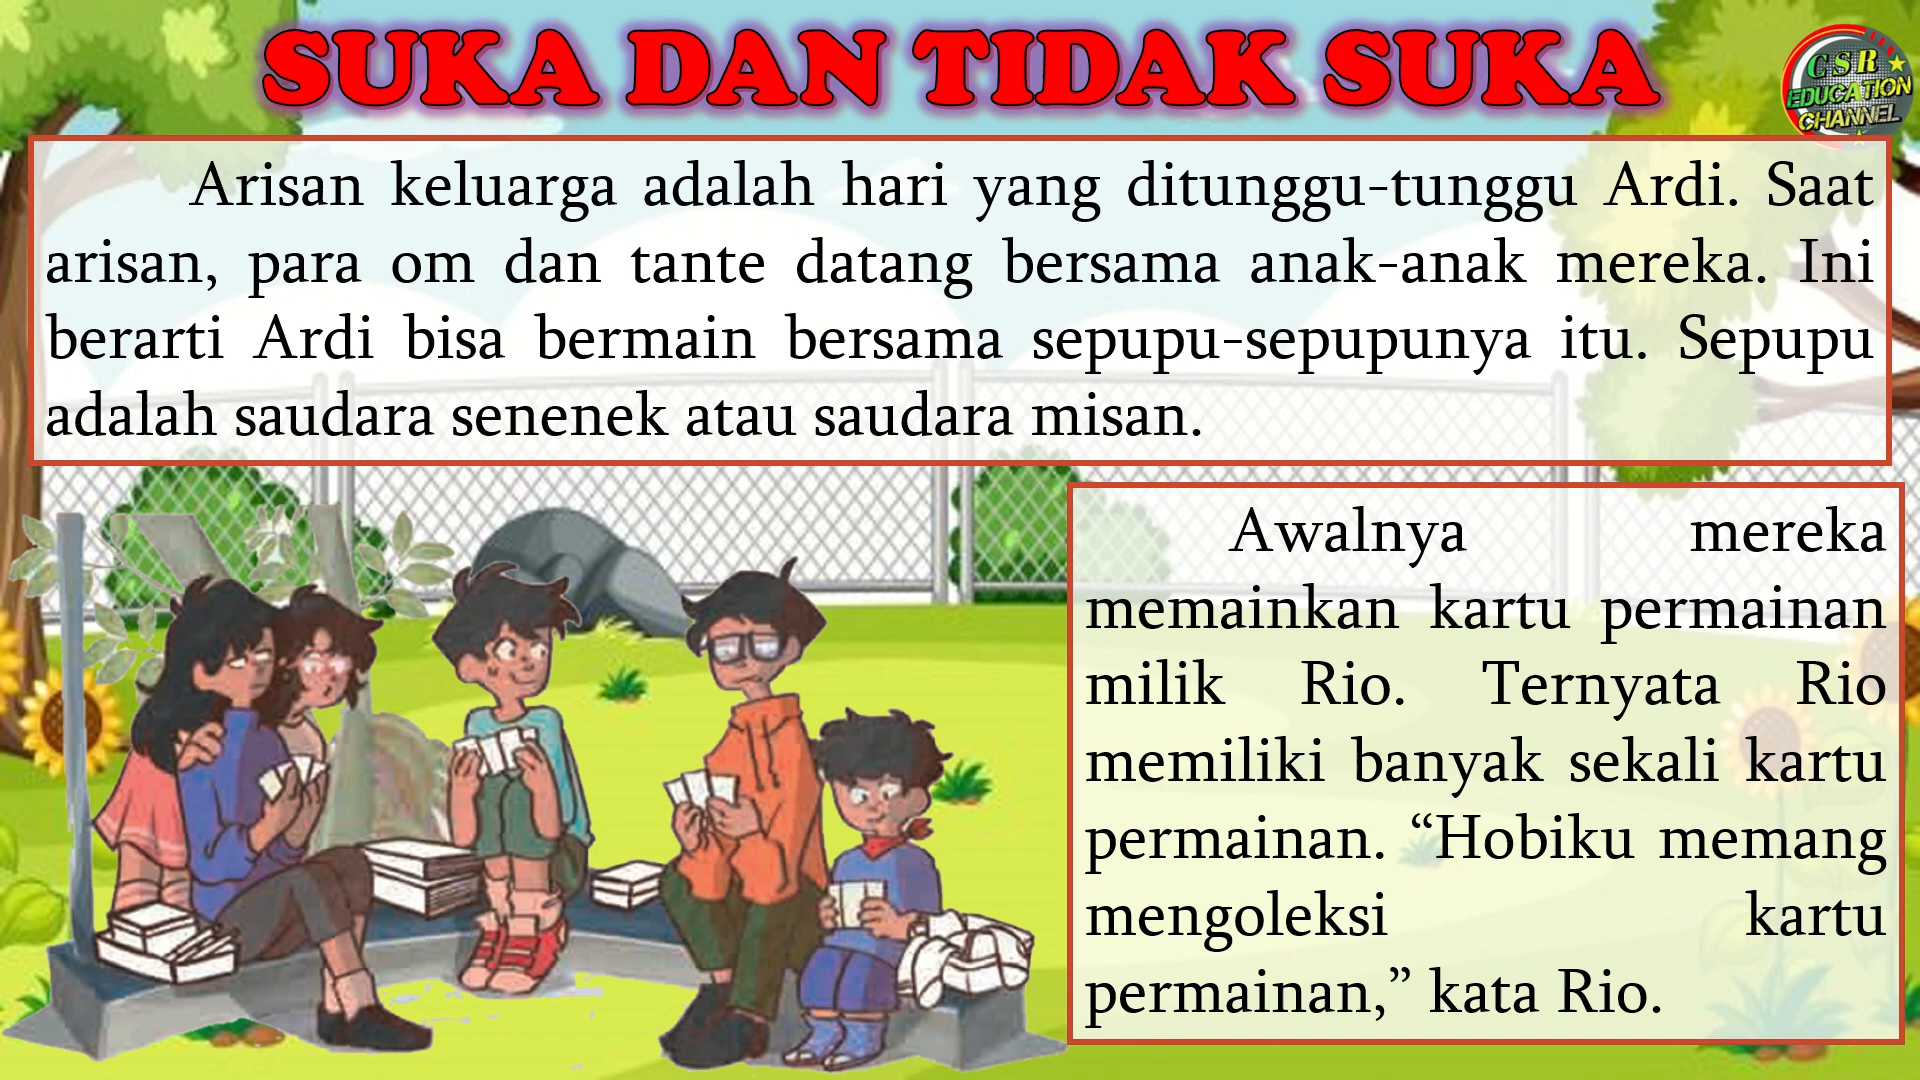 SUKA DAN TIDAK SUKA
CSR
EDUCATION
CHANNEL
Arisan keluarga adalah hari yang ditunggu-tunggu Ardi. Saat
arisan, para om dan tante datang bersama anak-anak mereka. Ini
berarti Ardi bisa bermain bersama sepupu-sepupunya itu. Sepupu
adalah saudara senenek atau saudara misan.
Awalnya mereka
memainkan kartu permainan
milik Rio. Ternyata Rio
memiliki banyak sekali kartu
permainan. “Hobiku memang
mengoleksi kartu
permainan,” kata Rio.